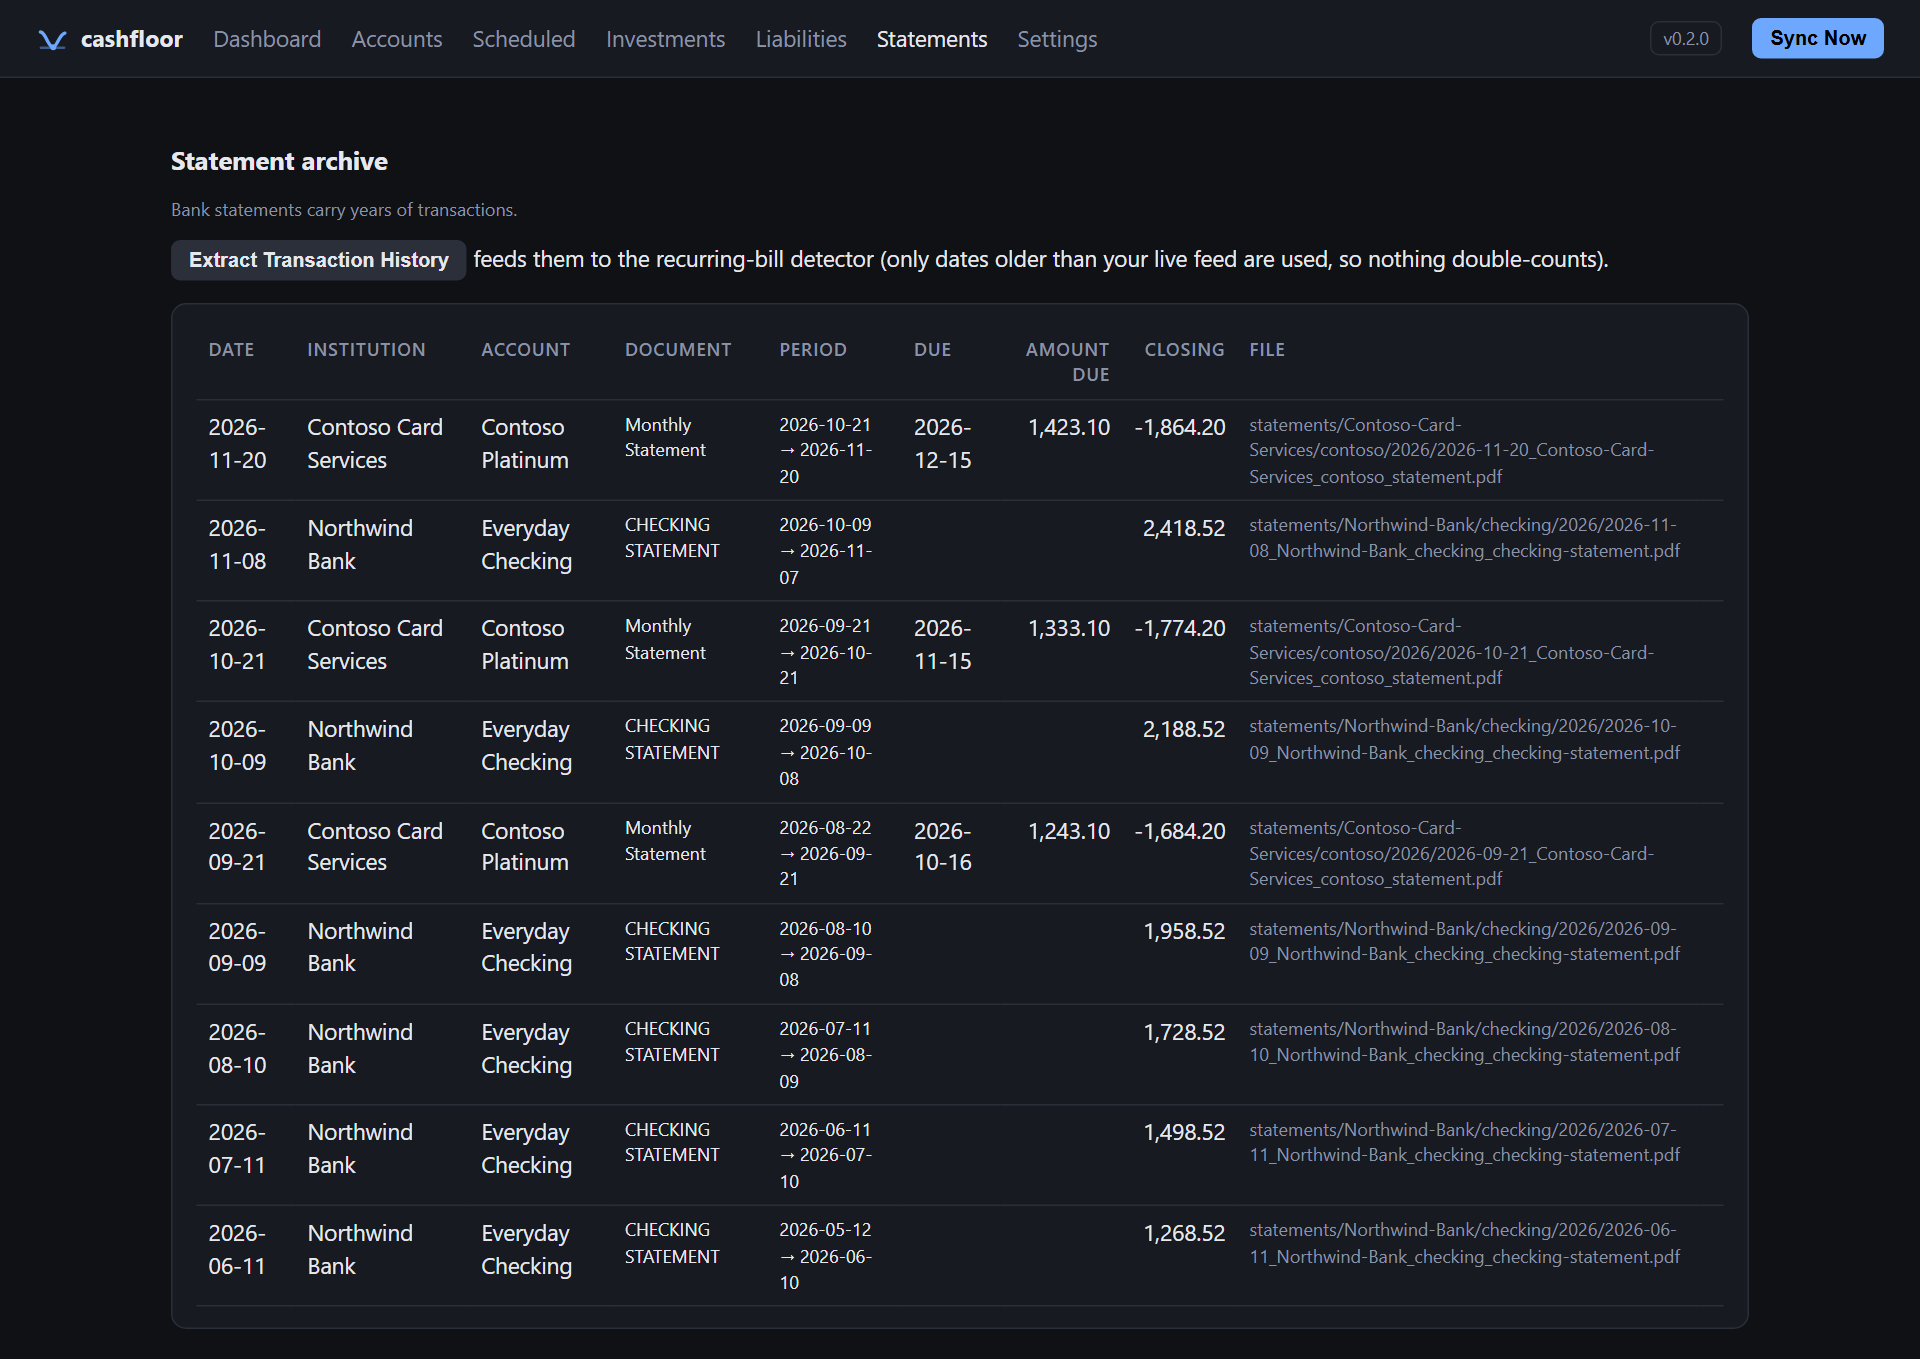 cashfloor Dashboard Accounts Scheduled Investments Liabilities Statements Settings v0.2.0 Sync Now
Statement archive
Bank statements carry years of transactions.
Extract Transaction History feeds them to the recurring-bill detector (only dates older than your live feed are used, so nothing double-counts).
DATE INSTITUTION ACCOUNT DOCUMENT PERIOD DUE AMOUNT CLOSING FILE
DUE
2026- Contoso Card Contoso Monthly 2026-10-21 2026- 1,423.10 -1,864.20 statements/Contoso-Card-
11-20 Services Platinum Statement → 2026-11- 12-15 Services/contoso/2026/2026-11-20_Contoso-Card-
20 Services_contoso_statement.pdf
2026- Northwind Everyday CHECKING 2026-10-09 2,418.52 statements/Northwind-Bank/checking/2026/2026-11-
11-08 Bank Checking STATEMENT → 2026-11- 08_Northwind-Bank_checking_checking-statement.pdf
07
2026- Contoso Card Contoso Monthly 2026-09-21 2026- 1,333.10 -1,774.20 statements/Contoso-Card-
10-21 Services Platinum Statement → 2026-10- 11-15 Services/contoso/2026/2026-10-21_Contoso-Card-
21 Services_contoso_statement.pdf
2026- Northwind Everyday CHECKING 2026-09-09 2,188.52 statements/Northwind-Bank/checking/2026/2026-10-
10-09 Bank Checking STATEMENT → 2026-10- 09_Northwind-Bank_checking_checking-statement.pdf
08
2026- Contoso Card Contoso Monthly 2026-08-22 2026- 1,243.10 -1,684.20 statements/Contoso-Card-
09-21 Services Platinum Statement → 2026-09- 10-16 Services/contoso/2026/2026-09-21_Contoso-Card-
21 Services_contoso_statement.pdf
2026- Northwind Everyday CHECKING 2026-08-10 1,958.52 statements/Northwind-Bank/checking/2026/2026-09-
09-09 Bank Checking STATEMENT → 2026-09- 09_Northwind-Bank_checking_checking-statement.pdf
08
2026- Northwind Everyday CHECKING 2026-07-11 1,728.52 statements/Northwind-Bank/checking/2026/2026-08-
08-10 Bank Checking STATEMENT → 2026-08- 10_Northwind-Bank_checking_checking-statement.pdf
09
2026- Northwind Everyday CHECKING 2026-06-11 1,498.52 statements/Northwind-Bank/checking/2026/2026-07-
07-11 Bank Checking STATEMENT → 2026-07- 11_Northwind-Bank_checking_checking-statement.pdf
10
2026- Northwind Everyday CHECKING 2026-05-12 1,268.52 statements/Northwind-Bank/checking/2026/2026-06-
06-11 Bank Checking STATEMENT → 2026-06- 11_Northwind-Bank_checking_checking-statement.pdf
10